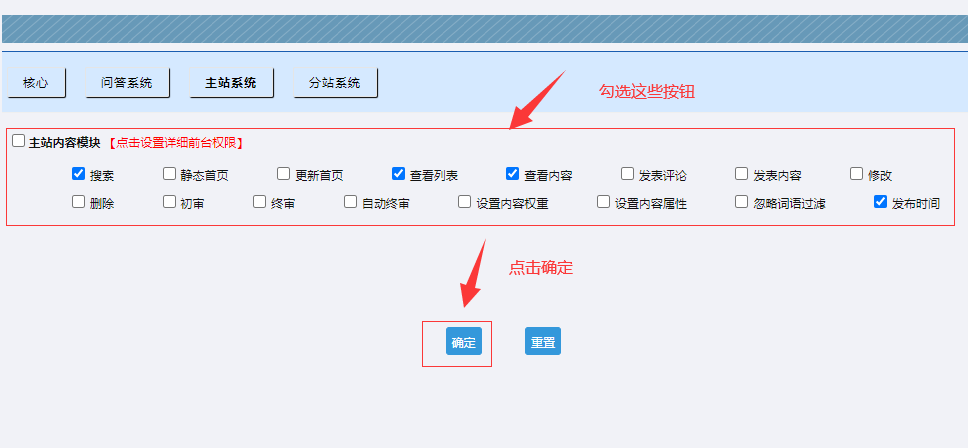 核心 问答系统 主站系统 分站系统
勾选这些按钮
主站内容模块 【点击设置详细前台权限】
搜索 静态首页 更新首页 查看列表 查看内容 发表评论 发表内容 修改
删除 初审 终审 自动终审 设置内容权重 设置内容属性 忽略词语过滤 发布时间
点击确定
确定 重置